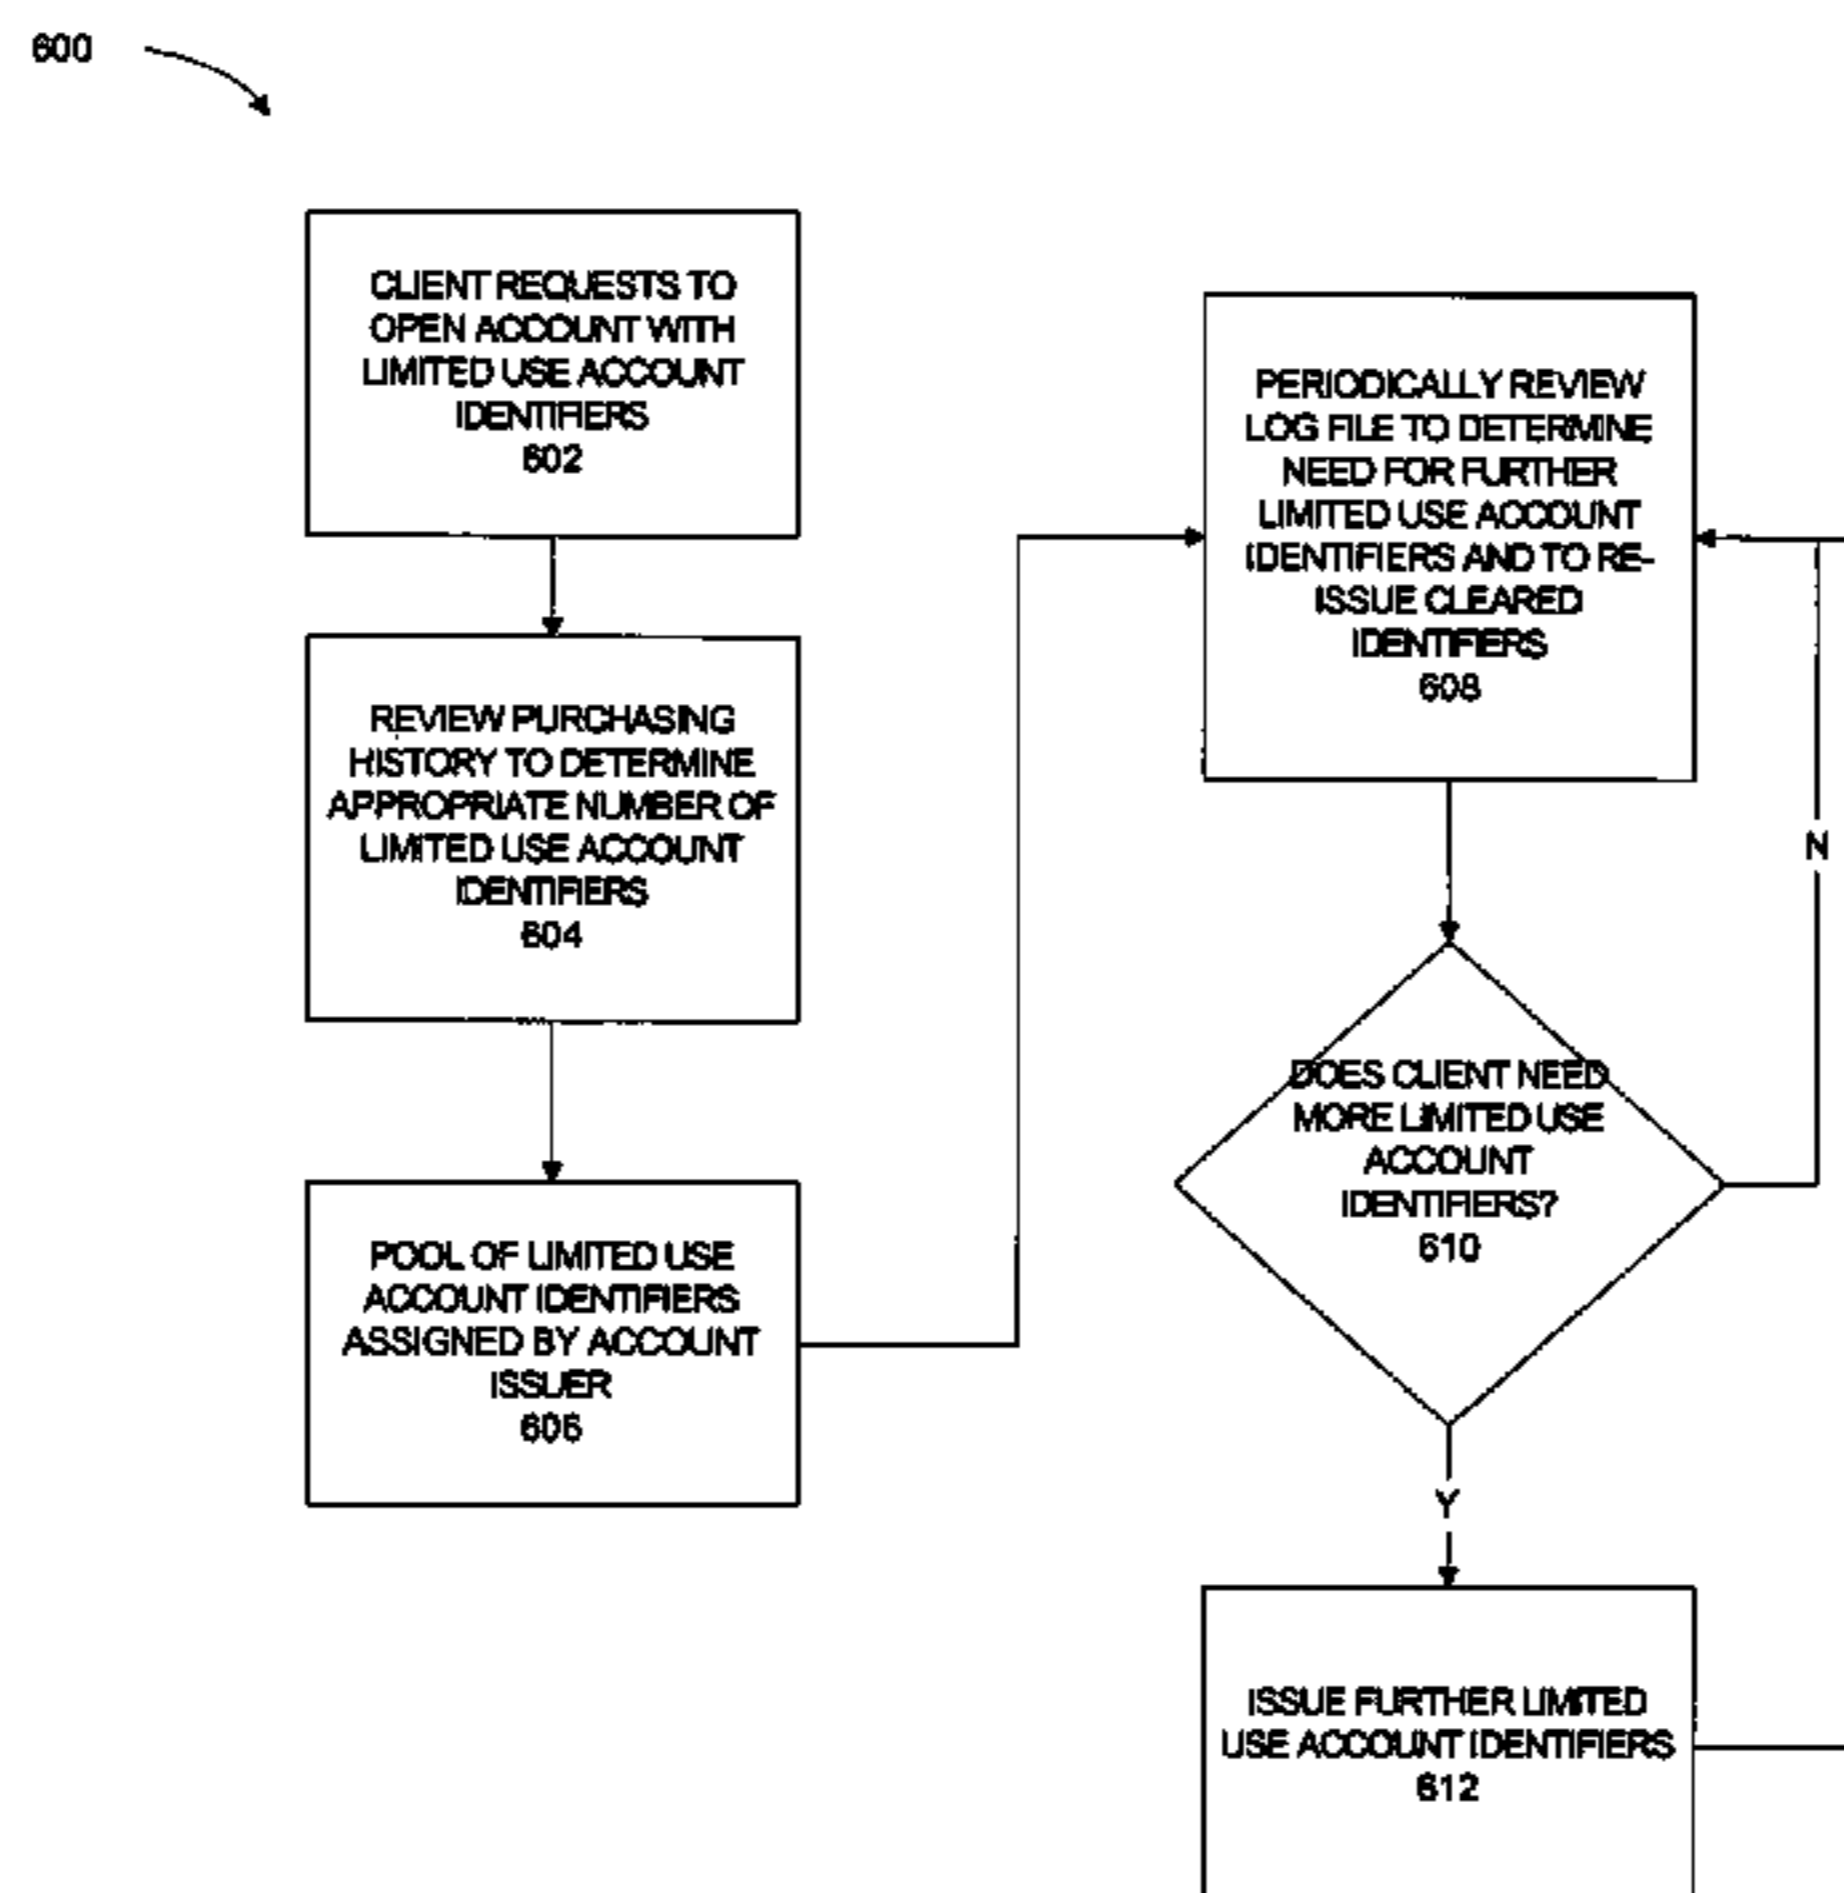 600
CLIENT REQUESTS TO
OPEN ACCOUNT WITH
LIMITED USE ACCOUNT
IDENTIFIERS
602
REVIEW PURCHASING
HISTORY TO DETERMINE
APPROPRIATE NUMBER OF
LIMITED USE ACCOUNT
IDENTIFIERS
604
POOL OF LIMITED USE
ACCOUNT IDENTIFIERS
ASSIGNED BY ACCOUNT
ISSUER
606
PERIODICALLY REVIEW
LOG FILE TO DETERMINE
NEED FOR FURTHER
LIMITED USE ACCOUNT
IDENTIFIERS AND TO RE-
ISSUE CLEARED
IDENTIFIERS
608
N
DOES CLIENT NEED
MORE LIMITED USE
ACCOUNT
IDENTIFIERS?
610
Y
ISSUE FURTHER LIMITED
USE ACCOUNT IDENTIFIERS
612